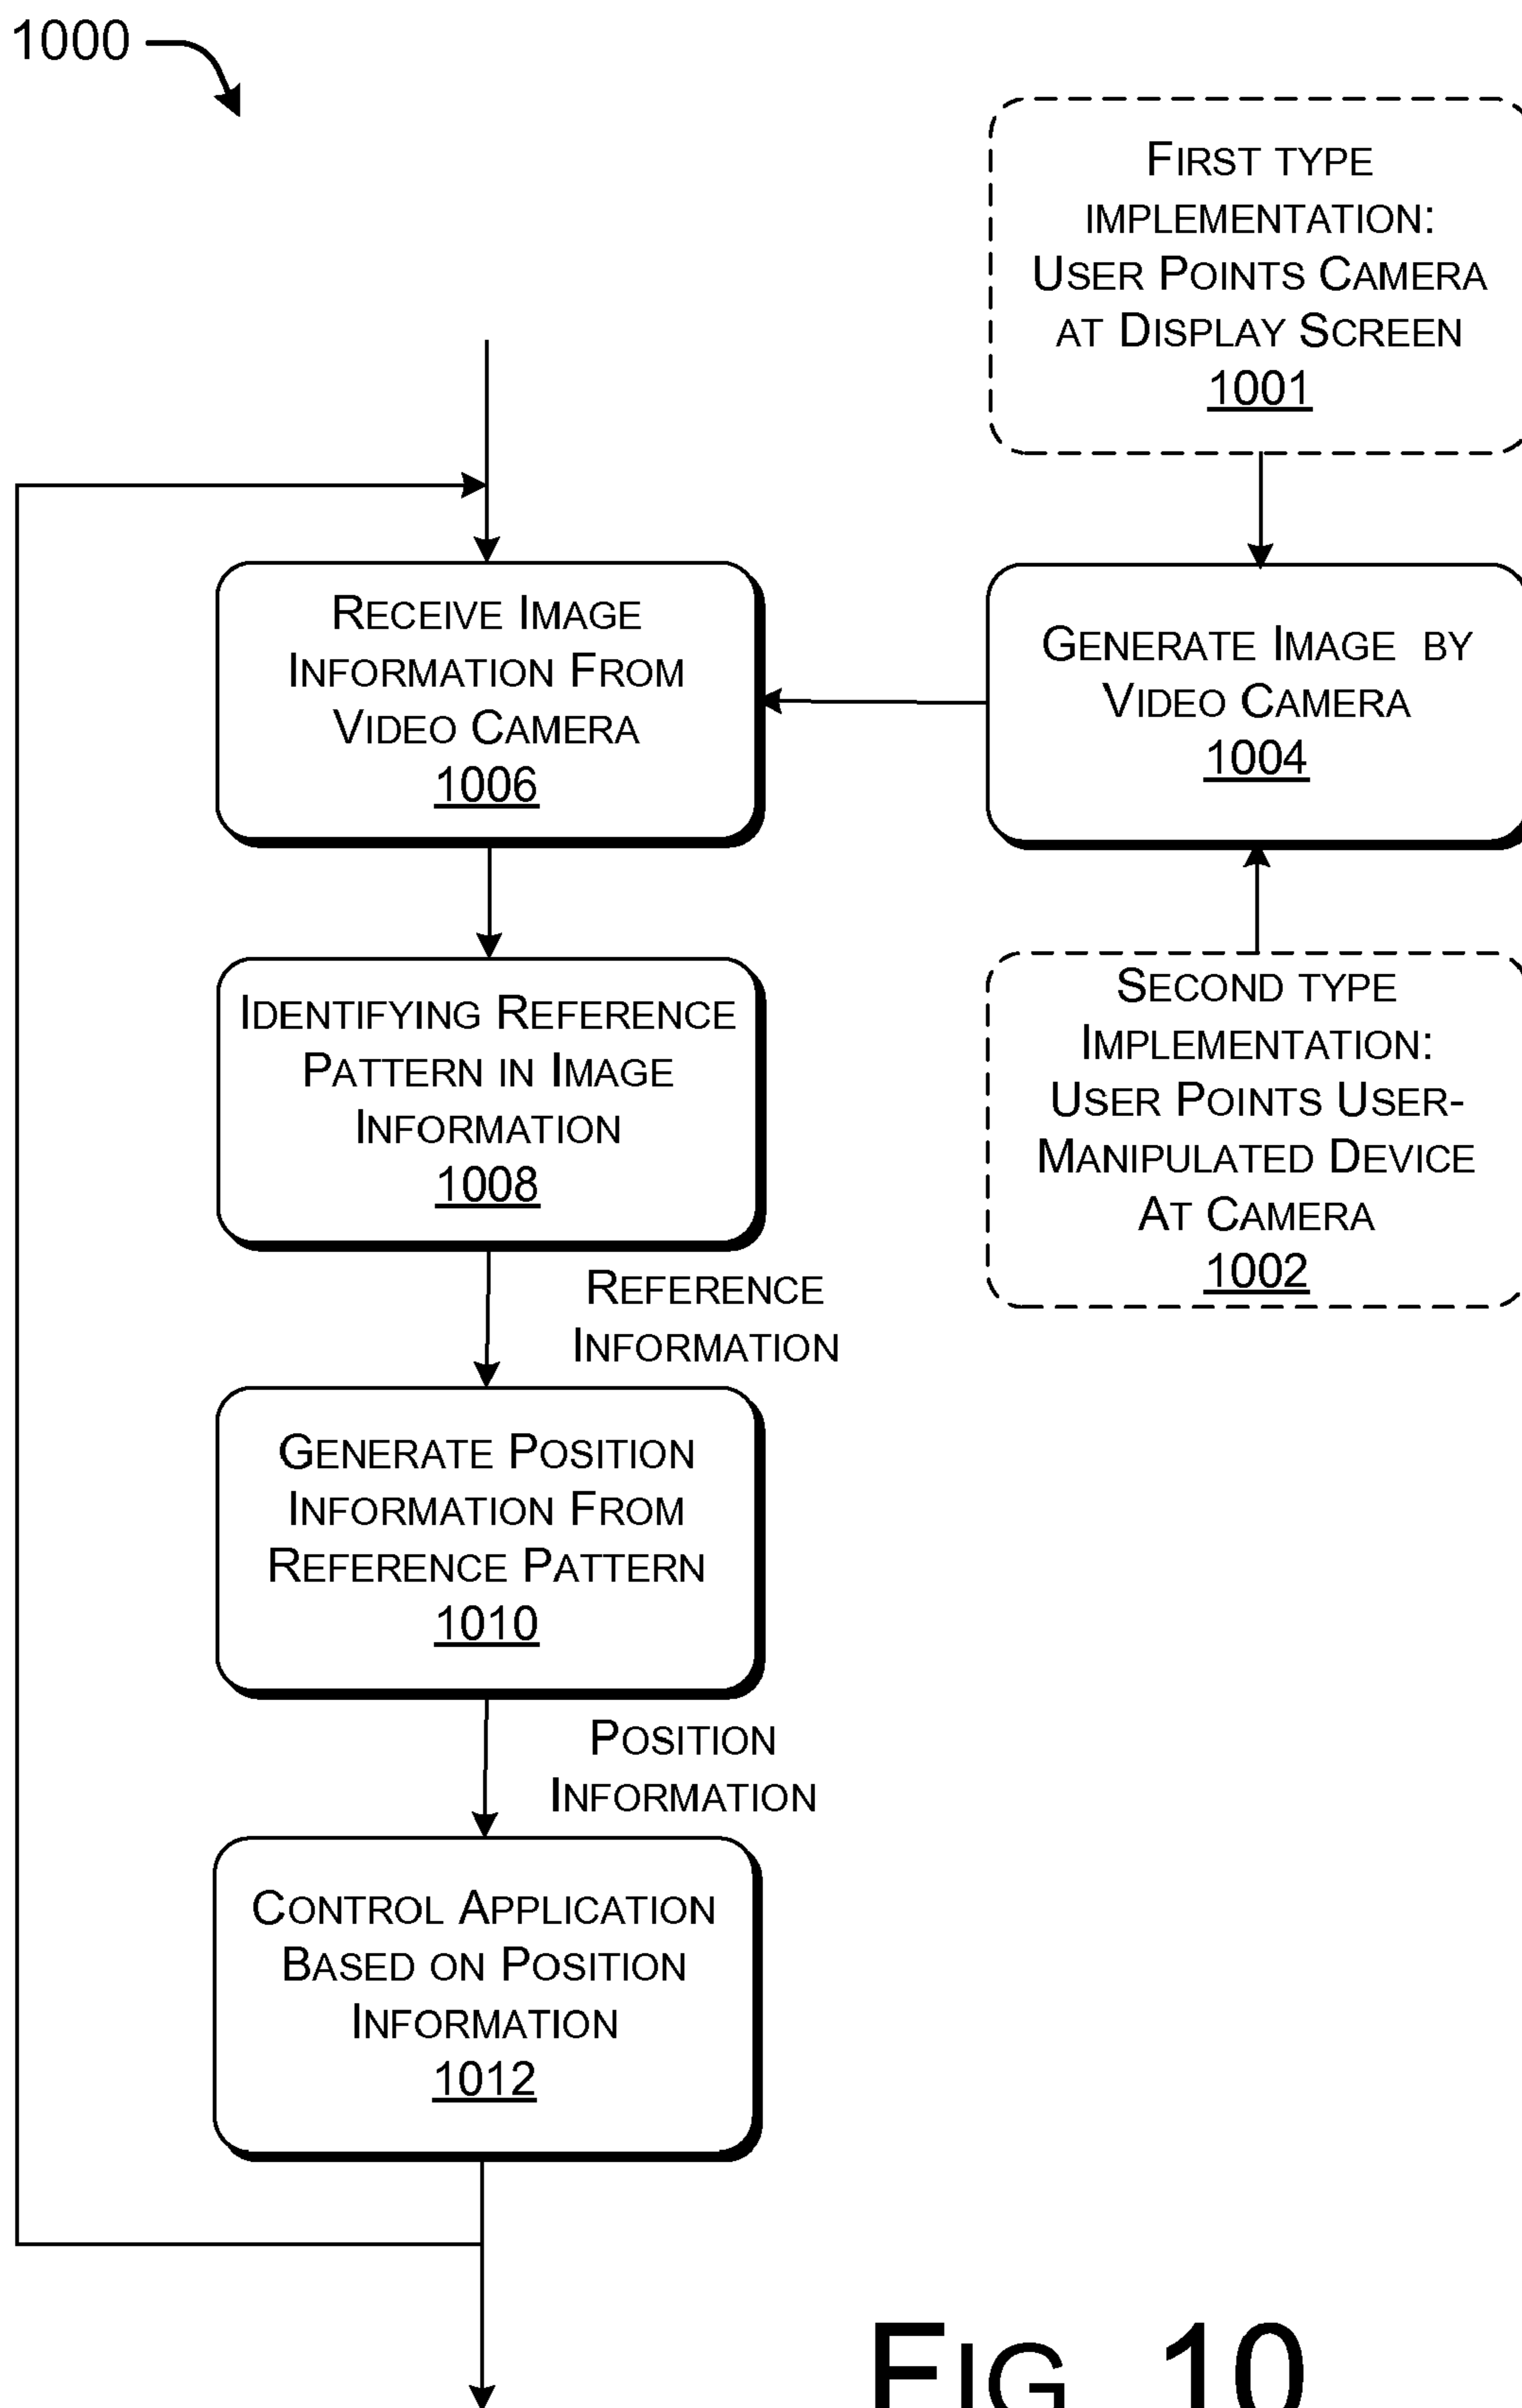 1000
FIRST TYPE
IMPLEMENTATION:
USER POINTS CAMERA
AT DISPLAY SCREEN
1001
RECEIVE IMAGE
INFORMATION FROM
VIDEO CAMERA
1006
GENERATE IMAGE BY
VIDEO CAMERA
1004
IDENTIFYING REFERENCE
PATTERN IN IMAGE
INFORMATION
1008
SECOND TYPE
IMPLEMENTATION:
USER POINTS USER-
MANIPULATED DEVICE
AT CAMERA
1002
REFERENCE
INFORMATION
GENERATE POSITION
INFORMATION FROM
REFERENCE PATTERN
1010
POSITION
INFORMATION
CONTROL APPLICATION
BASED ON POSITION
INFORMATION
1012
FIG. 10